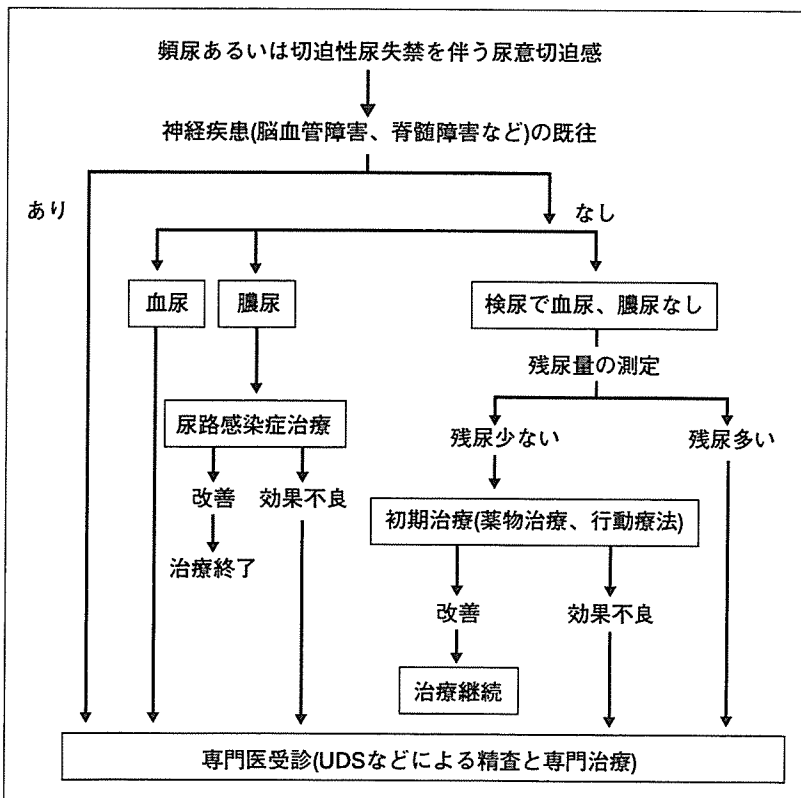 頻尿あるいは切迫性尿失禁を伴う尿意切迫感
神経疾患(脳血管障害、脊髄障害など)の既往
あり
なし
血尿
膿尿
検尿で血尿、膿尿なし
残尿量の測定
尿路感染症治療
残尿少ない
残尿多い
改善
効果不良
初期治療(薬物治療、行動療法)
治療終了
改善
効果不良
治療継続
専門医受診(UDSなどによる精査と専門治療)